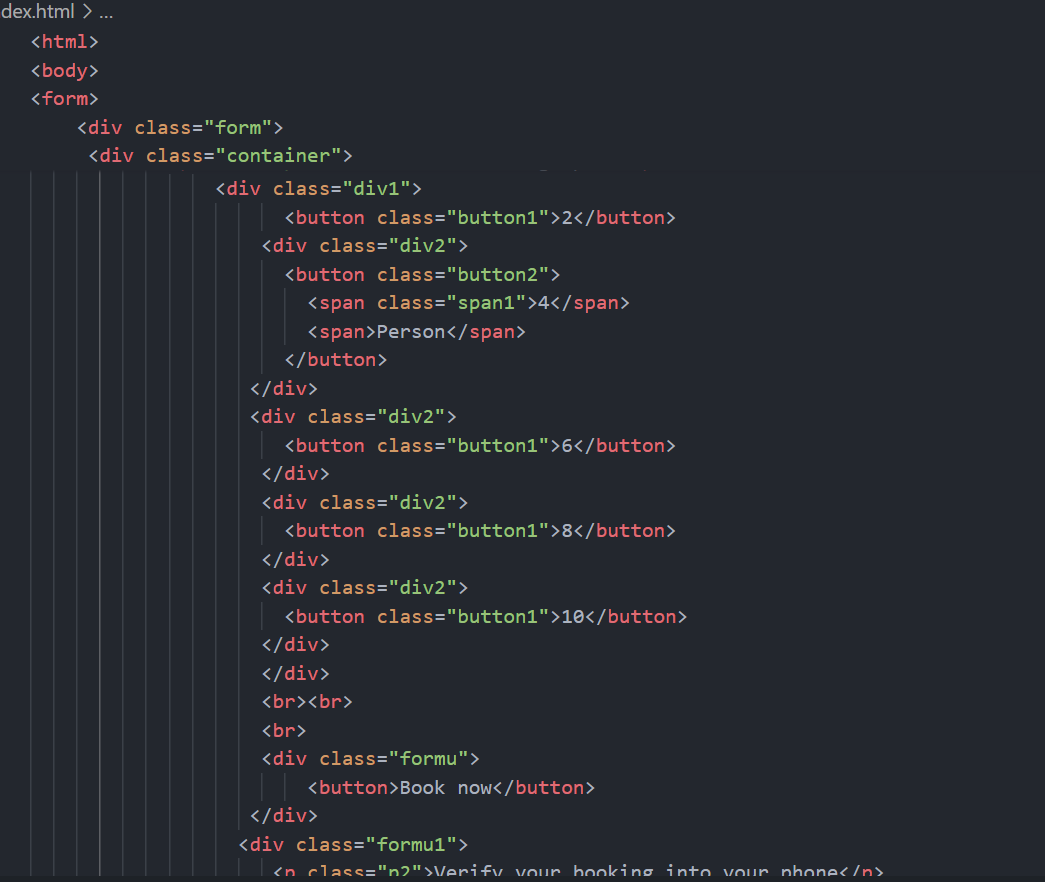 dex.html > ...
<html>
<body>
<form>
<div class="form">
<div class="container">
<div class="div1">
<button class="button1">2</button>
<div class="div2">
<button class="button2">
<span class="span1">4</span>
<span>Person</span>
</button>
</div>
<div class="div2">
<button class="button1">6</button>
</div>
<div class="div2">
<button class="button1">8</button>
</div>
<div class="div2">
<button class="button1">10</button>
</div>
</div>
<br><br>
<br>
<div class="formu">
<button>Book now</button>
</div>
<div class="formu1">
<p class="p2">Verify your booking into your phone</p>